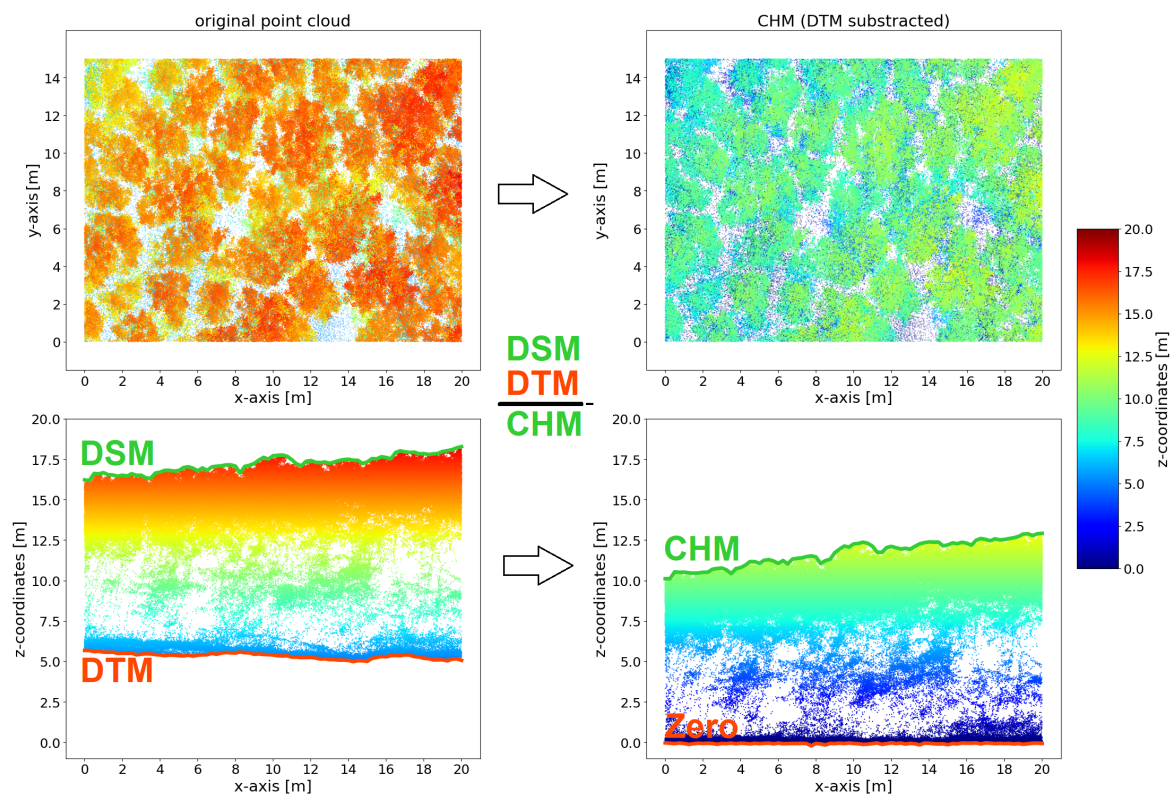 original point cloud
CHM (DTM substracted)
14
12
10
8
6
4
2
0
y-axis [m]
0 2 4 6 8 10 12 14 16 18 20
x-axis [m]
14
12
10
8
6
4
2
0
y-axis [m]
0 2 4 6 8 10 12 14 16 18 20
x-axis [m]
DSM
DTM
CHM
20.0
17.5
15.0
12.5
10.0
7.5
5.0
2.5
0.0
z-coordinates [m]
20.0
17.5
15.0
12.5
10.0
7.5
5.0
2.5
0.0
z-coordinates [m]
DSM
DTM
0 2 4 6 8 10 12 14 16 18 20
x-axis [m]
20.0
17.5
15.0
12.5
10.0
7.5
5.0
2.5
0.0
z-coordinates [m]
CHM
Zero
0 2 4 6 8 10 12 14 16 18 20
x-axis [m]